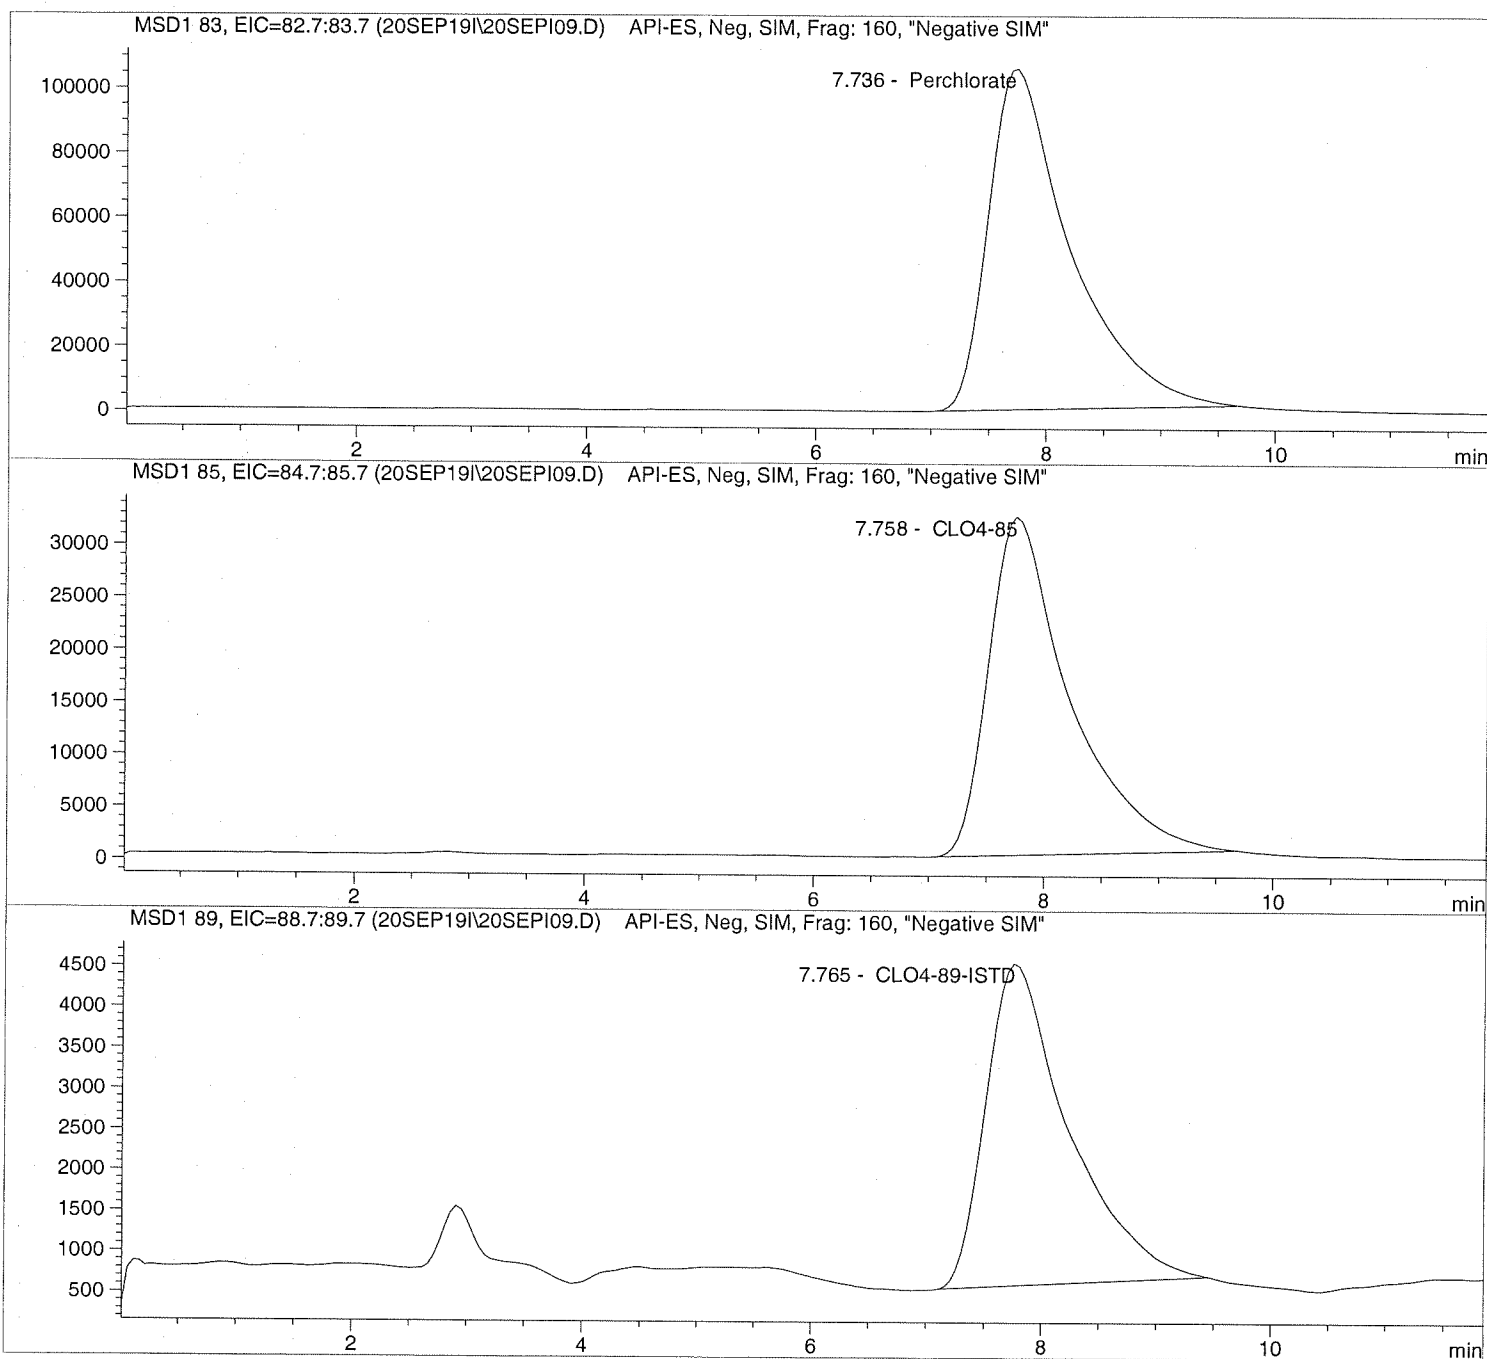 MSD1 83, EIC=82.7:83.7 (20SEP19I\20SEPI09.D) API-ES, Neg, SIM, Frag: 160, "Negative SIM"
7.736 - Perchlorate
100000
80000
60000
40000
20000
0
2 4 6 8 10 min
MSD1 85, EIC=84.7:85.7 (20SEP19I\20SEPI09.D) API-ES, Neg, SIM, Frag: 160, "Negative SIM"
7.758 - CLO4-85
30000
25000
20000
15000
10000
5000
0
2 4 6 8 10 min
MSD1 89, EIC=88.7:89.7 (20SEP19I\20SEPI09.D) API-ES, Neg, SIM, Frag: 160, "Negative SIM"
7.765 - CLO4-89-ISTD
4500
4000
3500
3000
2500
2000
1500
1000
500
2 4 6 8 10 min